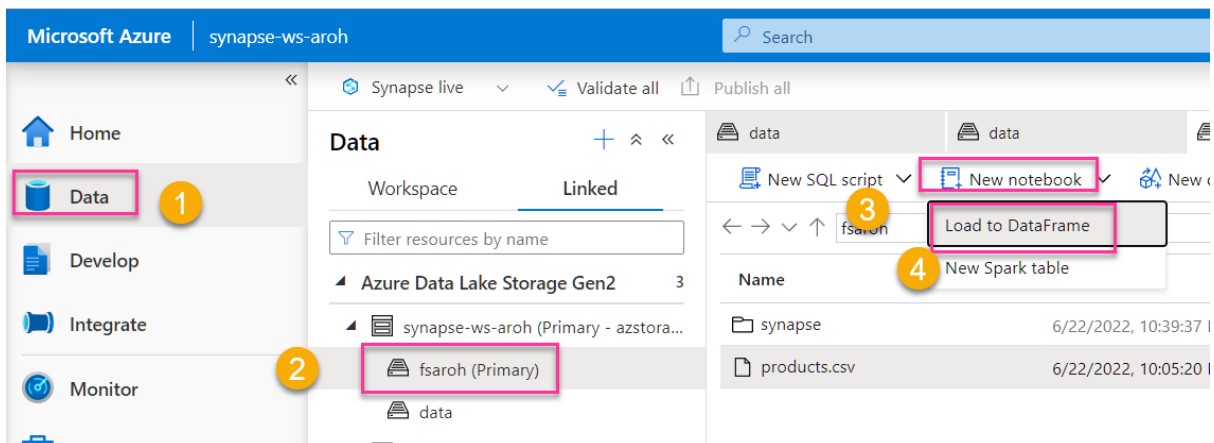 Microsoft Azure synapse-ws-aroh Search
«
Synapse live Validate all Publish all
Home
Data
1
Develop
Integrate
Monitor
Data
Workspace Linked
Filter resources by name
Azure Data Lake Storage Gen2 3
synapse-ws-aroh (Primary - azstora...
2
fsaroh (Primary)
data
data data
New SQL script New notebook New
3
fsaroh
Load to DataFrame
4
New Spark table
Name
synapse 6/22/2022, 10:39:37
products.csv 6/22/2022, 10:05:20